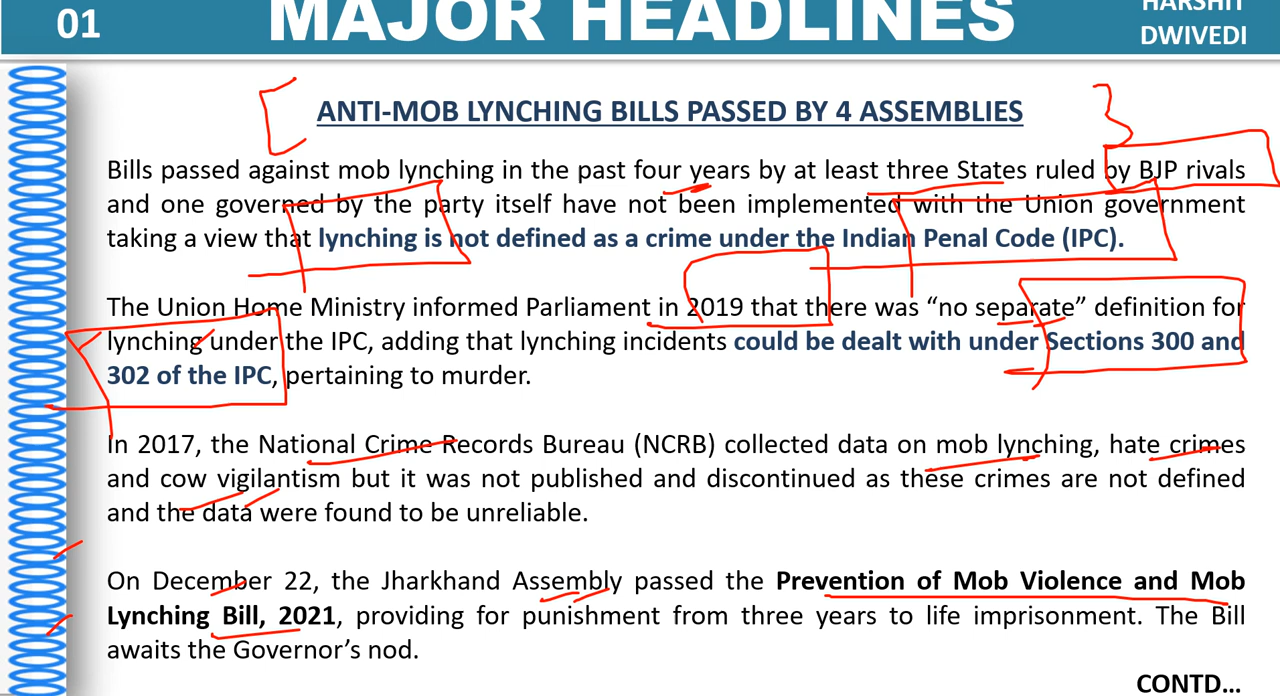 01
MAJOR HEADLINES
HARSHIT
DWIVEDI
ANTI-MOB LYNCHING BILLS PASSED BY 4 ASSEMBLIES
Bills passed against mob lynching in the past four years by at least three States ruled by BJP rivals
and one governed by the party itself have not been implemented with the Union government
taking a view that lynching is not defined as a crime under the Indian Penal Code (IPC).
The Union Home Ministry informed Parliament in 2019 that there was “no separate” definition for
lynching under the IPC, adding that lynching incidents could be dealt with under Sections 300 and
302 of the IPC, pertaining to murder.
In 2017, the National Crime Records Bureau (NCRB) collected data on mob lynching, hate crimes
and cow vigilantism but it was not published and discontinued as these crimes are not defined
and the data were found to be unreliable.
On December 22, the Jharkhand Assembly passed the Prevention of Mob Violence and Mob
Lynching Bill, 2021, providing for punishment from three years to life imprisonment. The Bill
awaits the Governor’s nod.
CONTD...